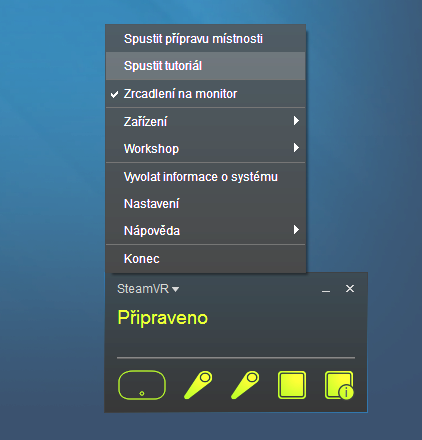 Spustit přípravu místnosti
Spustit tutoriál
Zrcadlení na monitor
Zařízení
Workshop
Vyvolat informace o systému
Nastavení
Nápověda
Konec
SteamVR
Připraveno
i